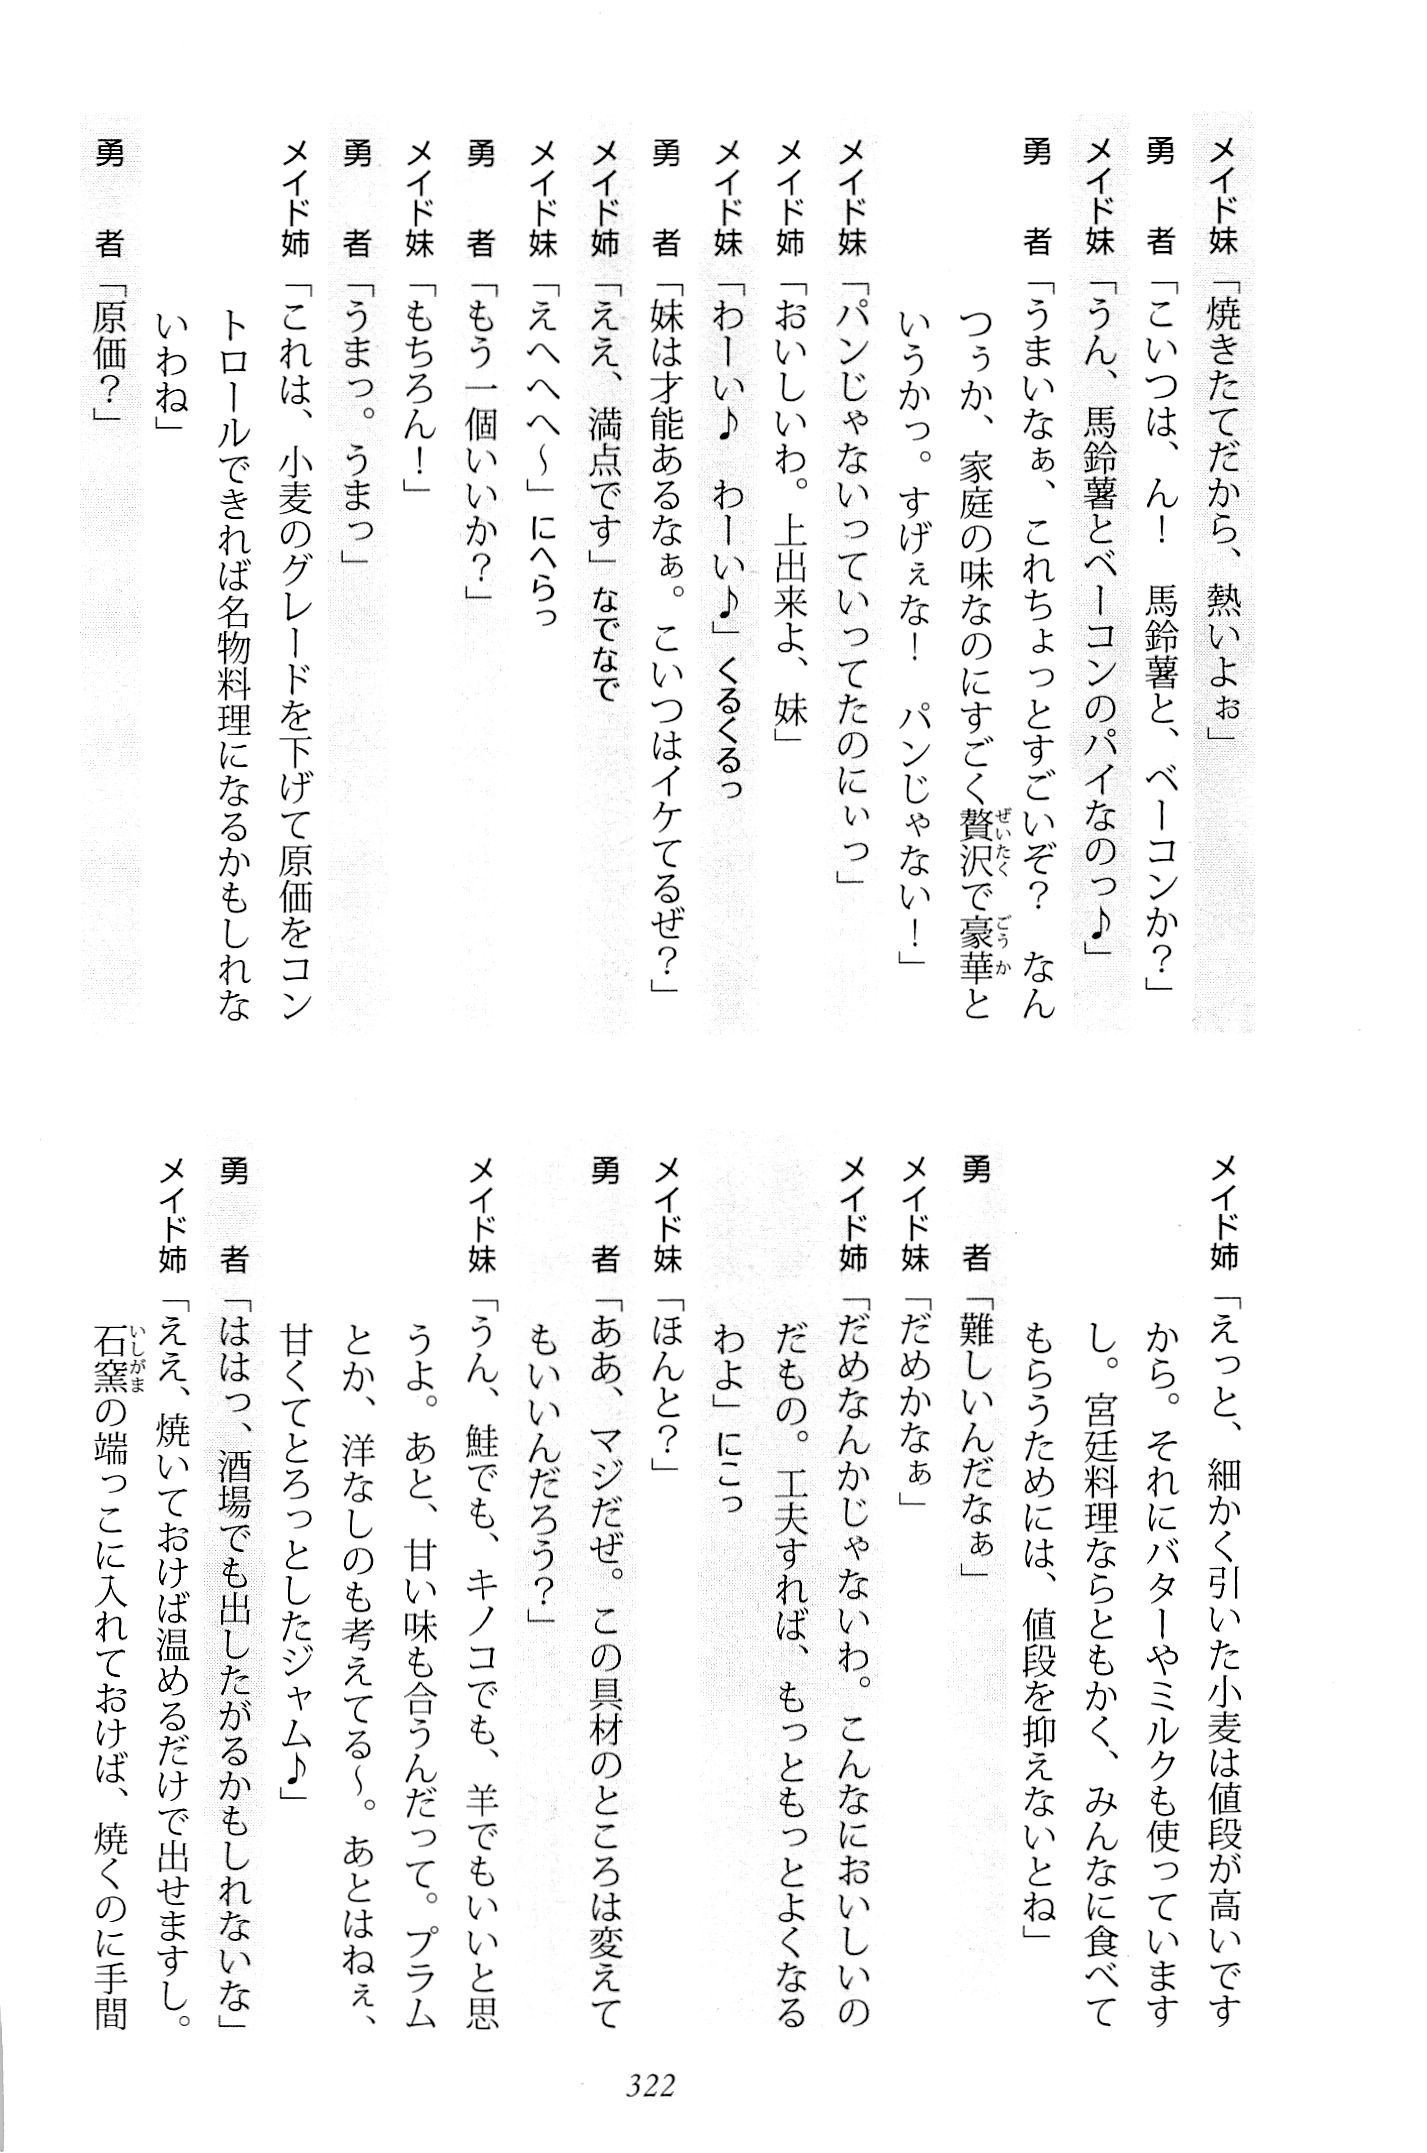 メイド妹「焼きたてだから、熱いよぉ」
勇　者「こいつは、ん！　馬鈴薯と、ベーコンか？」
メイド妹「うん、馬鈴薯とベーコンのパイなのっ♪」
勇　者「うまいなぁ、これちょっとすごいぞ？　なん
つぅか、家庭の味なのにすごく贅沢で豪華と
いうかっ。すげぇな！　パンじゃない！」
メイド妹「パンじゃないっていってたのにぃっ」
メイド姉「おいしいわ。上出来よ、妹」
メイド妹「わーい♪　わーい♪」くるくるっ
勇　者「妹は才能あるなぁ。こいつはイケてるぜ？」
メイド姉「ええ、満点です」なでなで
メイド妹「えへへへ〜」にへらっ
勇　者「もう一個いいか？」
メイド妹「もちろん！」
勇　者「うまっ。うまっ」
メイド姉「これは、小麦のグレードを下げて原価をコン
トロールできれば名物料理になるかもしれな
いわね」
勇　者「原価？」
メイド姉「えっと、細かく引いた小麦は値段が高いです
から。それにバターやミルクも使っています
し。宮廷料理ならともかく、みんなに食べて
もらうためには、値段を抑えないとね」
勇　者「難しいんだなぁ」
メイド妹「だめかなぁ」
メイド姉「だめなんかじゃないわ。こんなにおいしいの
だもの。工夫すれば、もっともっとよくなる
わよ」にこっ
メイド妹「ほんと？」
勇　者「ああ、マジだぜ。この具材のところは変えて
もいいんだろう？」
メイド妹「うん、鮭でも、キノコでも、羊でもいいと思
うよ。あと、甘い味も合うんだって。プラム
とか、洋なしのも考えてる〜。あとはねぇ、
甘くてとろっとしたジャム♪」
勇　者「ははっ、酒場でも出したがるかもしれないな」
メイド姉「ええ、焼いておけば温めるだけで出せますし。
石窯の端っこに入れておけば、焼くのに手間
322